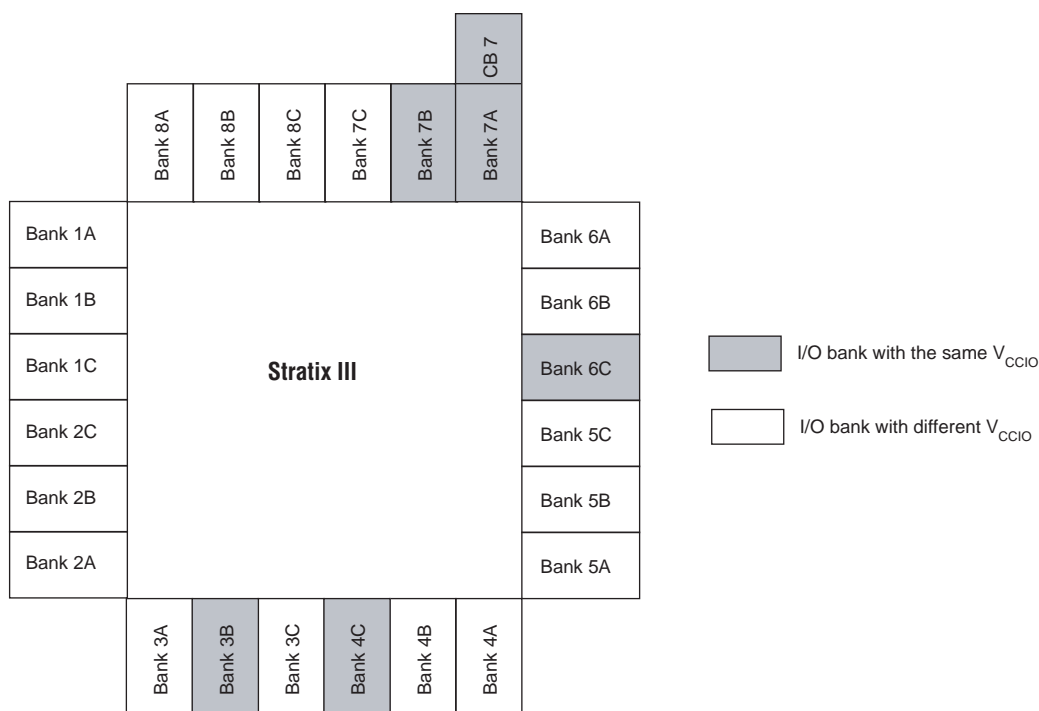 CB 7
Bank 8A
Bank 8B
Bank 8C
Bank 7C
Bank 7B
Bank 7A
Bank 1A
Bank 1B
Bank 1C
Bank 2C
Bank 2B
Bank 2A
Stratix III
Bank 6A
Bank 6B
Bank 6C
Bank 5C
Bank 5B
Bank 5A
Bank 3A
Bank 3B
Bank 3C
Bank 4C
Bank 4B
Bank 4A
I/O bank with the same VCCIO
I/O bank with different VCCIO